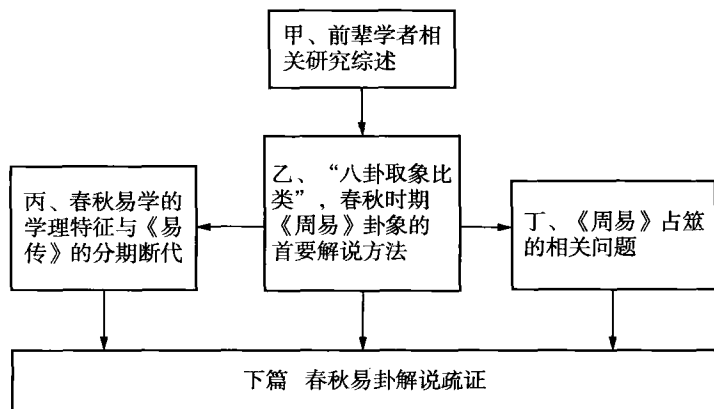 甲、前辈学者相
关研究综述
乙、“八卦取象比
类”，春秋时期
《周易》卦象的
首要解说方法
丙、春秋易学的
学理特征与《易
传》的分期断代
丁、《周易》占筮
的相关问题
下篇 春秋易卦解说疏证